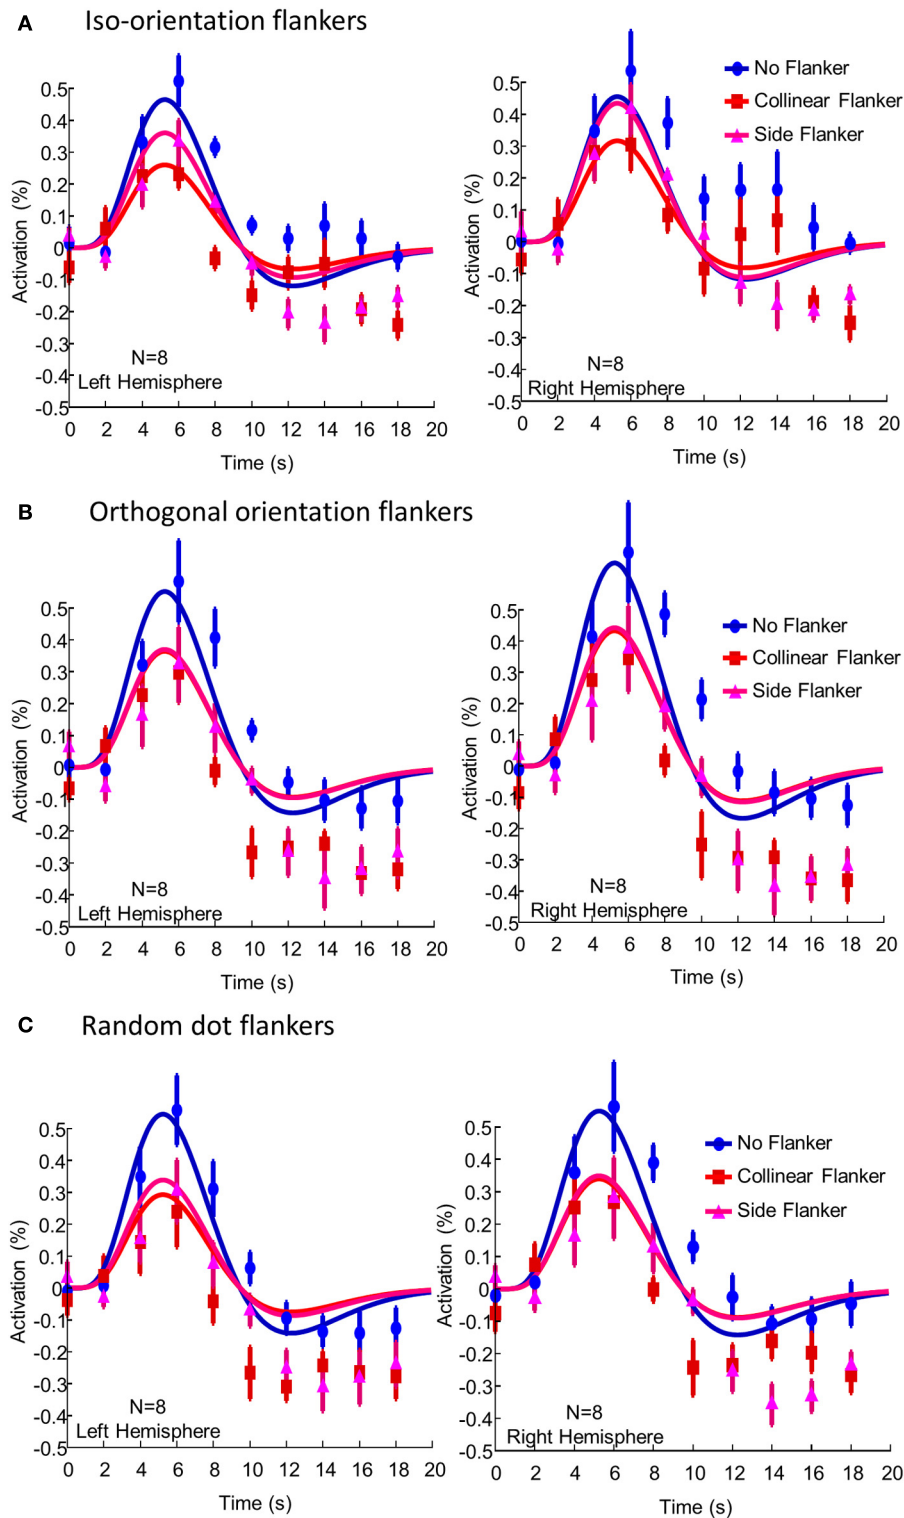 A
Iso-orientation flankers
0.5
0.4
0.3
0.2
0.1
0
-0.1
-0.2
-0.3
-0.4
-0.5
Activation (%)
N=8
Left Hemisphere
0 2 4 6 8 10 12 14 16 18 20
Time (s)
0.5
0.4
0.3
0.2
0.1
0
-0.1
-0.2
-0.3
-0.4
-0.5
Activation (%)
No Flanker
Collinear Flanker
Side Flanker
N=8
Right Hemisphere
0 2 4 6 8 10 12 14 16 18 20
Time (s)
B
Orthogonal orientation flankers
0.5
0.4
0.3
0.2
0.1
0
-0.1
-0.2
-0.3
-0.4
-0.5
Activation (%)
N=8
Left Hemisphere
0 2 4 6 8 10 12 14 16 18 20
Time (s)
0.5
0.4
0.3
0.2
0.1
0
-0.1
-0.2
-0.3
-0.4
-0.5
Activation (%)
No Flanker
Collinear Flanker
Side Flanker
N=8
Right Hemisphere
0 2 4 6 8 10 12 14 16 18 20
Time (s)
C
Random dot flankers
0.5
0.4
0.3
0.2
0.1
0
-0.1
-0.2
-0.3
-0.4
-0.5
Activation (%)
N=8
Left Hemisphere
0 2 4 6 8 10 12 14 16 18 20
Time (s)
0.5
0.4
0.3
0.2
0.1
0
-0.1
-0.2
-0.3
-0.4
-0.5
Activation (%)
No Flanker
Collinear Flanker
Side Flanker
N=8
Right Hemisphere
0 2 4 6 8 10 12 14 16 18 20
Time (s)